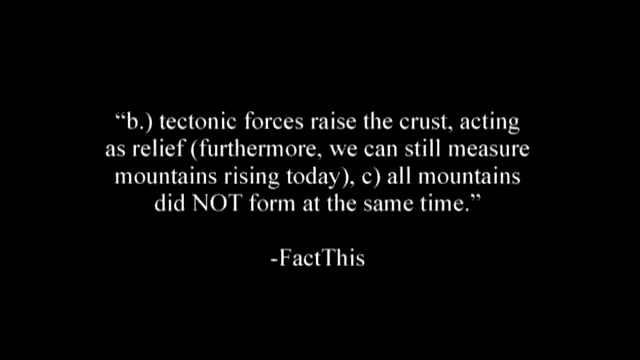 “b.) tectonic forces raise the crust, acting
as relief (furthermore, we can still measure
mountains rising today), c) all mountains
did NOT form at the same time.”
-FactThis